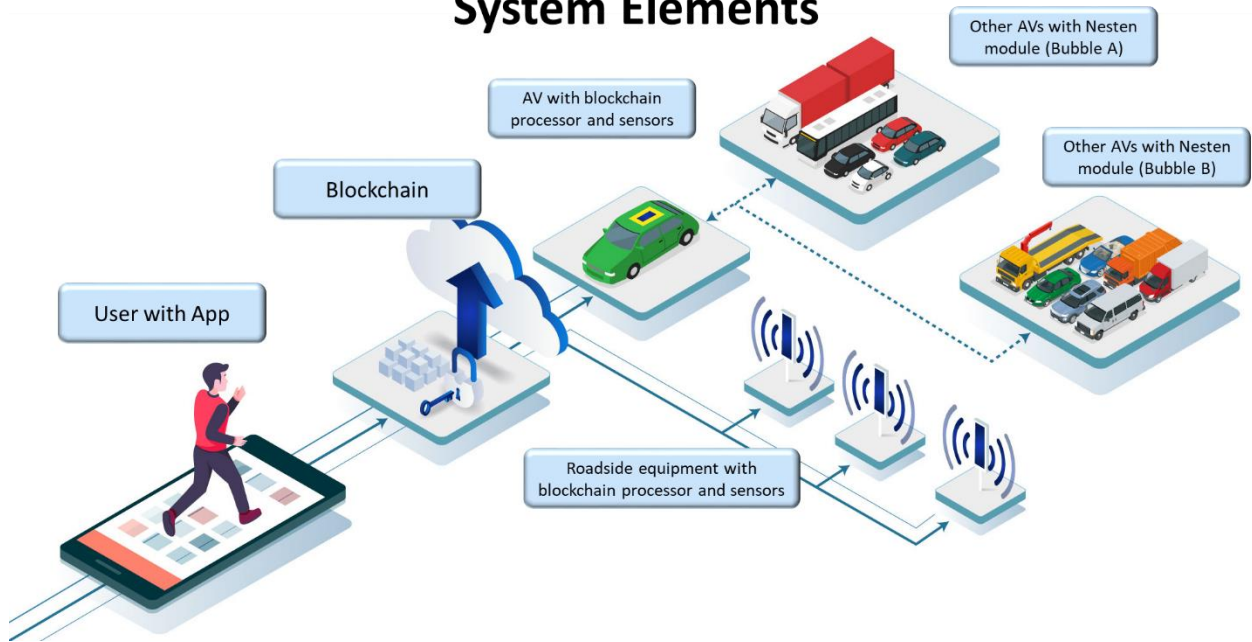 System Elements
Other AVs with Nesten
module (Bubble A)
AV with blockchain
processor and sensors
Other AVs with Nesten
module (Bubble B)
Blockchain
User with App
Roadside equipment with
blockchain processor and sensors